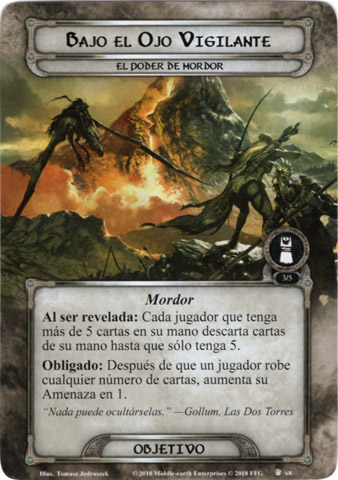 Bajo el Ojo Vigilante
El Poder de Mordor
3/5
Mordor
Al ser revelada: Cada jugador que tenga
más de 5 cartas en su mano descarta cartas
de su mano hasta que sólo tenga 5.
Obligado: Después de que un jugador robe
cualquier número de cartas, aumenta su
Amenaza en 1.
“Nada puede ocultárselas.” —Gollum, Las Dos Torres
Objetivo
Illus. Tomasz Jedruszek © 2018 Middle-earth Enterprises © 2018 FFG. 68